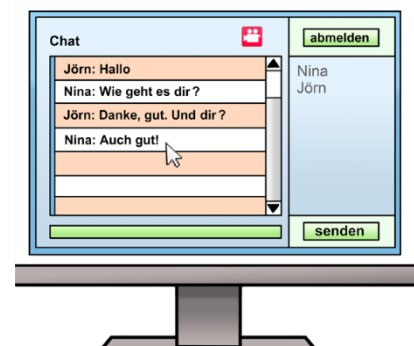 Chat
abmelden
Jörn: Hallo
Nina: Wie geht es dir?
Jörn: Danke, gut. Und dir?
Nina: Auch gut!
Nina
Jörn
senden